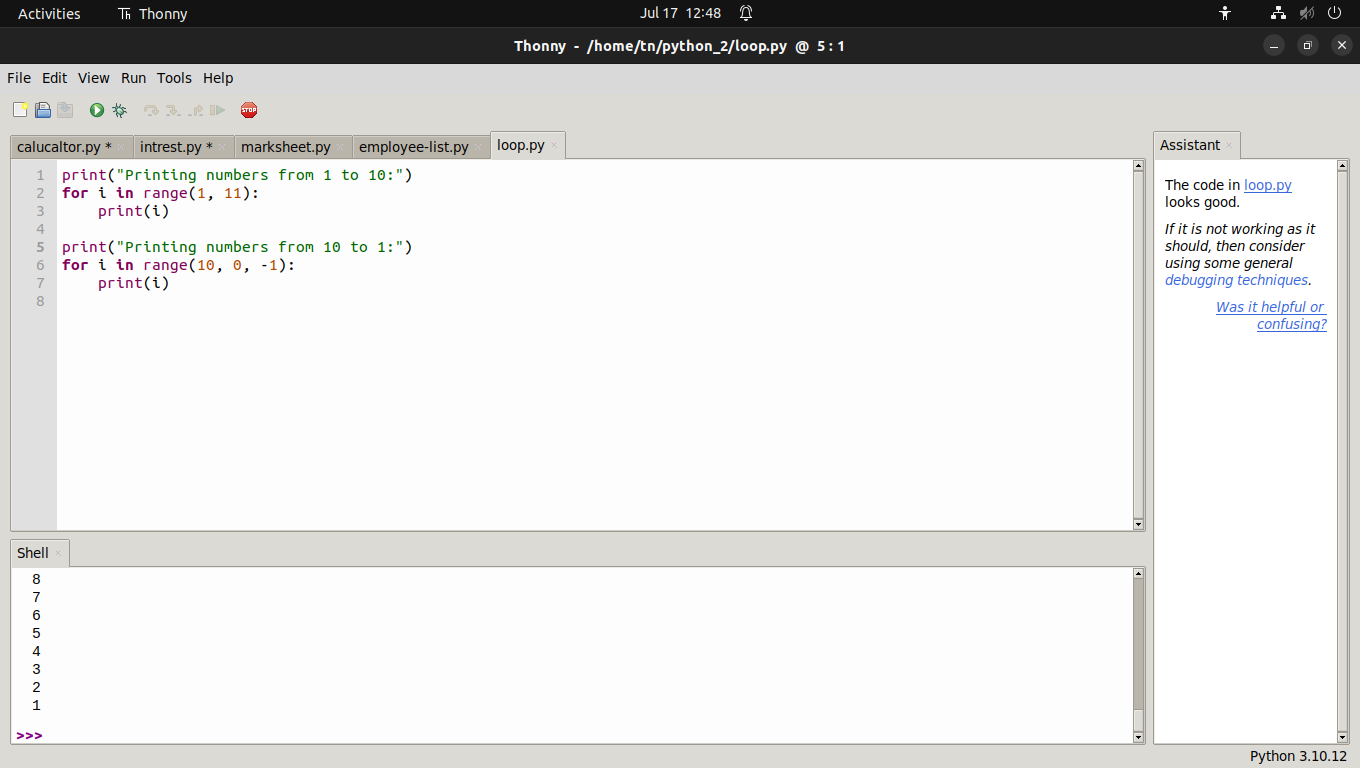 Activities Thonny Jul 17 12:48
Thonny - /home/tn/python_2/loop.py @ 5 : 1
File Edit View Run Tools Help
STOP
calucaltor.py * intrest.py * marksheet.py employee-list.py loop.py
1 print("Printing numbers from 1 to 10:")
2 for i in range(1, 11):
3     print(i)
4
5 print("Printing numbers from 10 to 1:")
6 for i in range(10, 0, -1):
7     print(i)
8
Shell
8
7
6
5
4
3
2
1
>>>
Assistant
The code in loop.py
looks good.
If it is not working as it
should, then consider
using some general
debugging techniques.
Was it helpful or
confusing?
Python 3.10.12